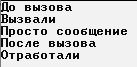 До вызова
Вызвали
Просто сообщение
После вызова
Отработали